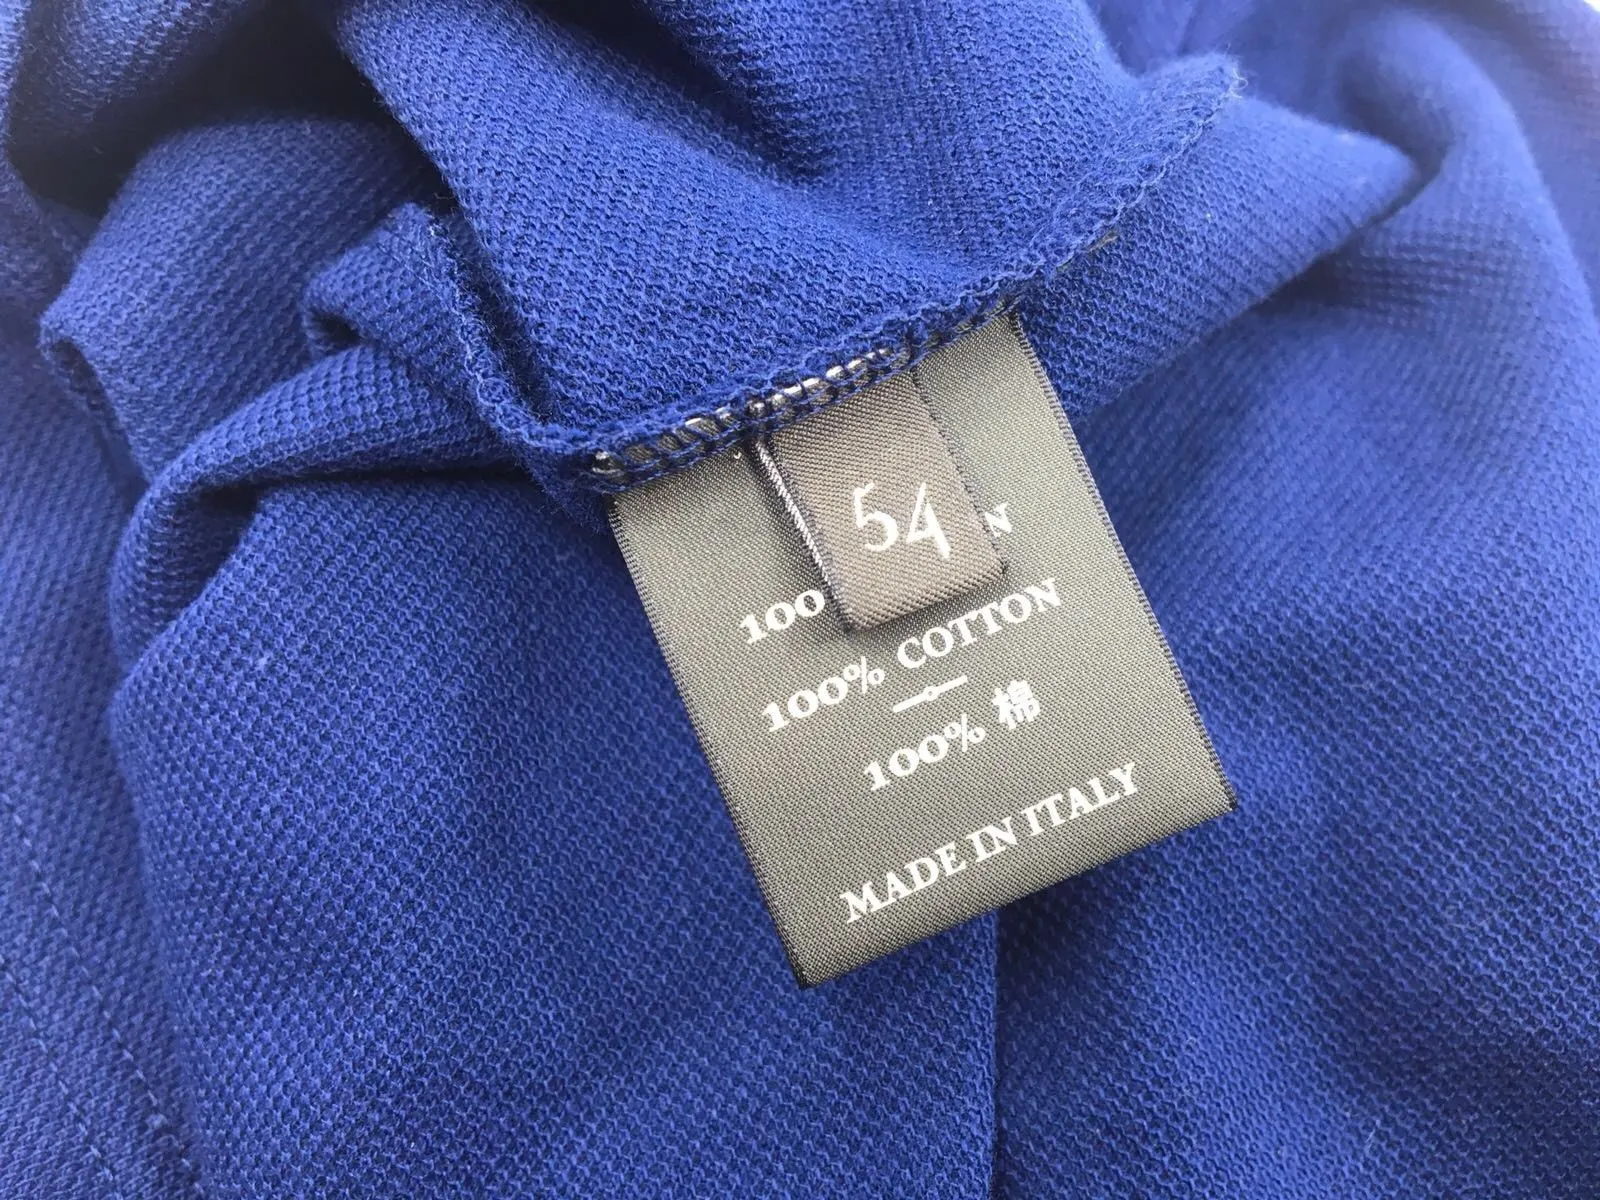 54
100
100% COTTON
100% 棉
MADE IN ITALY